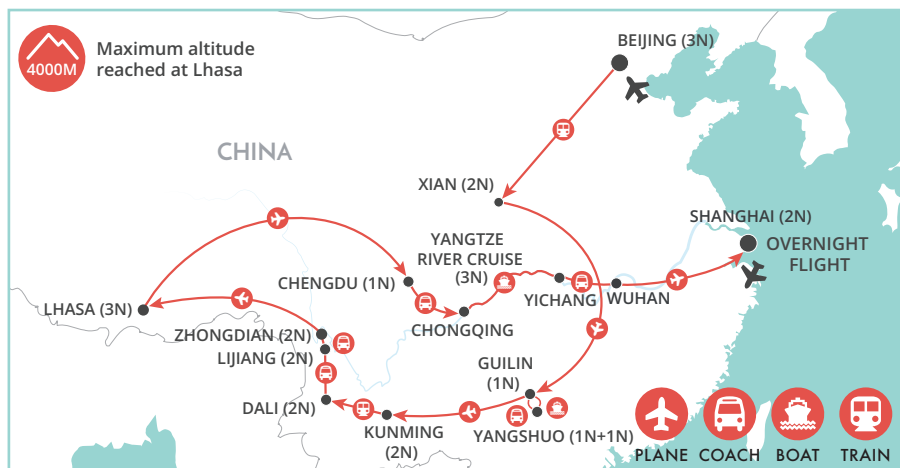 4000M
Maximum altitude
reached at Lhasa
BEIJING (3N)
CHINA
XIAN (2N)
SHANGHAI (2N)
OVERNIGHT
FLIGHT
YANGTZE
RIVER CRUISE
(3N)
CHENGDU (1N)
YICHANG
WUHAN
LHASA (3N)
CHONGQING
ZHONGDIAN (2N)
LIJIANG (2N)
GUILIN
(1N)
DALI (2N)
KUNMING
(2N)
YANGSHUO (1N+1N)
PLANE
COACH
BOAT
TRAIN